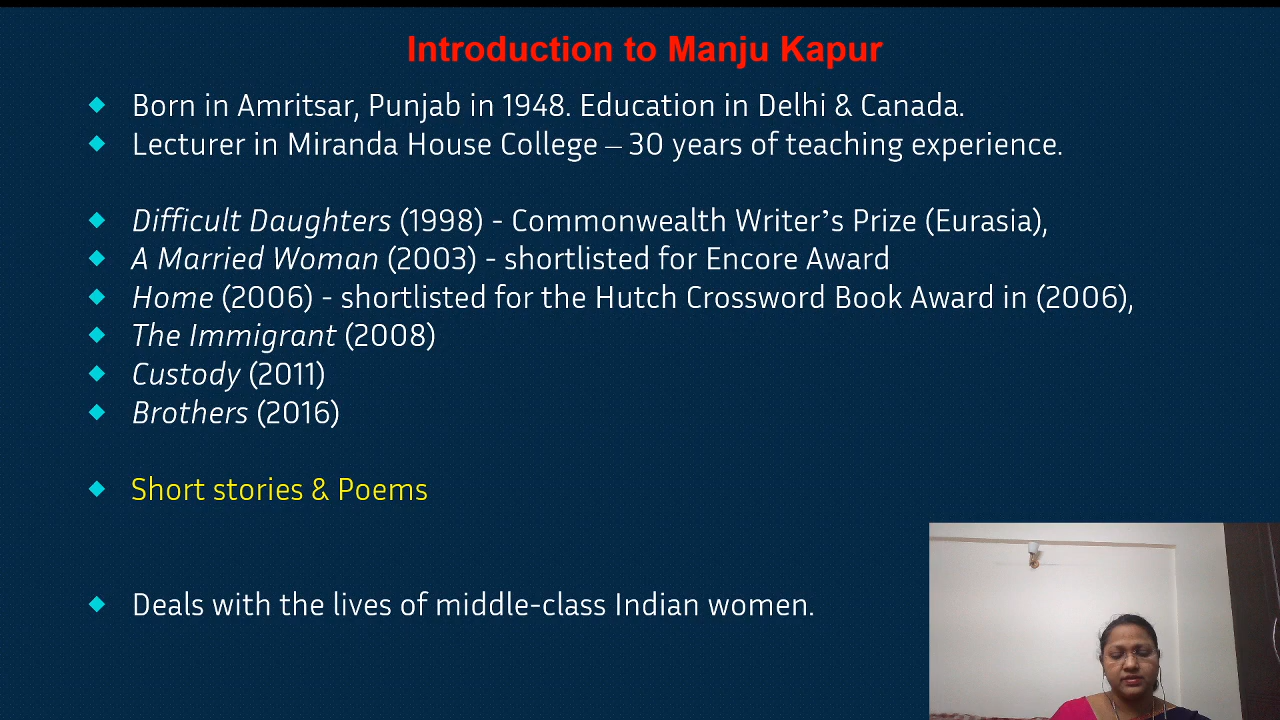 Introduction to Manju Kapur
Born in Amritsar, Punjab in 1948. Education in Delhi & Canada.
Lecturer in Miranda House College – 30 years of teaching experience.
Difficult Daughters (1998) - Commonwealth Writer's Prize (Eurasia),
A Married Woman (2003) - shortlisted for Encore Award
Home (2006) - shortlisted for the Hutch Crossword Book Award in (2006),
The Immigrant (2008)
Custody (2011)
Brothers (2016)
Short stories & Poems
Deals with the lives of middle-class Indian women.